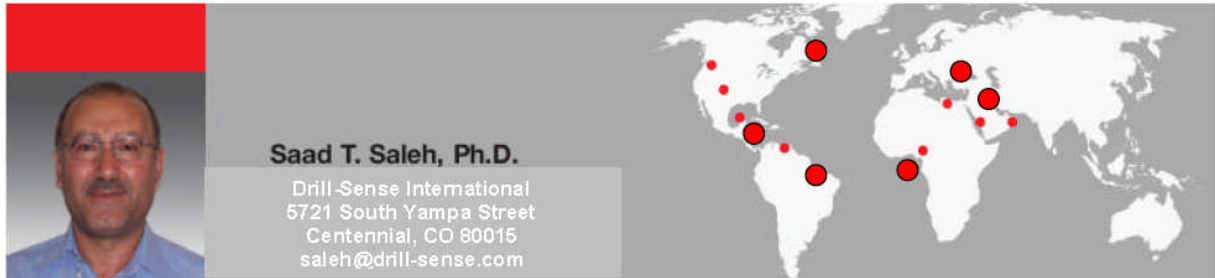 Saad T. Saleh, Ph.D.
Drill-Sense International
5721 South Yampa Street
Centennial, CO 80015
saleh@drill-sense.com